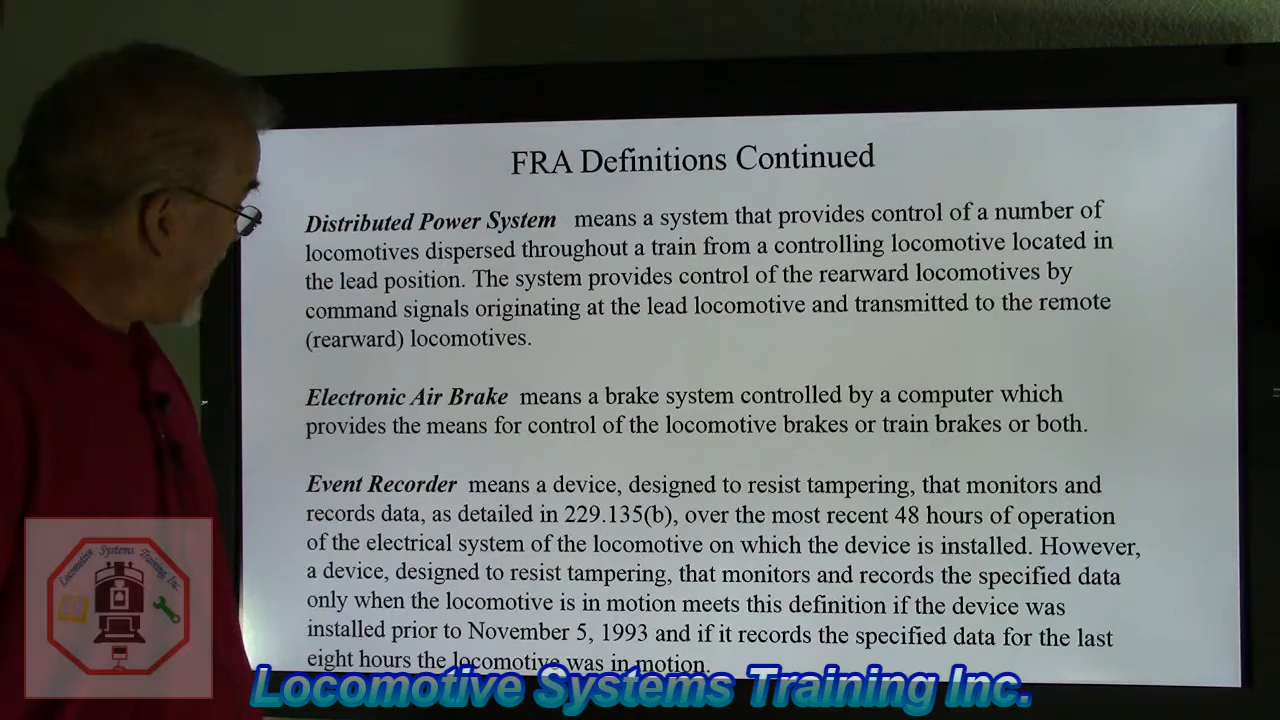 FRA Definitions Continued
Distributed Power System means a system that provides control of a number of
locomotives dispersed throughout a train from a controlling locomotive located in
the lead position. The system provides control of the rearward locomotives by
command signals originating at the lead locomotive and transmitted to the remote
(rearward) locomotives.
Electronic Air Brake means a brake system controlled by a computer which
provides the means for control of the locomotive brakes or train brakes or both.
Event Recorder means a device, designed to resist tampering, that monitors and
records data, as detailed in 229.135(b), over the most recent 48 hours of operation
of the electrical system of the locomotive on which the device is installed. However,
a device, designed to resist tampering, that monitors and records the specified data
only when the locomotive is in motion meets this definition if the device was
installed prior to November 5, 1993 and if it records the specified data for the last
eight hours the locomotive was in motion.
Locomotive Systems Training Inc.
Locomotive Systems Training Inc.